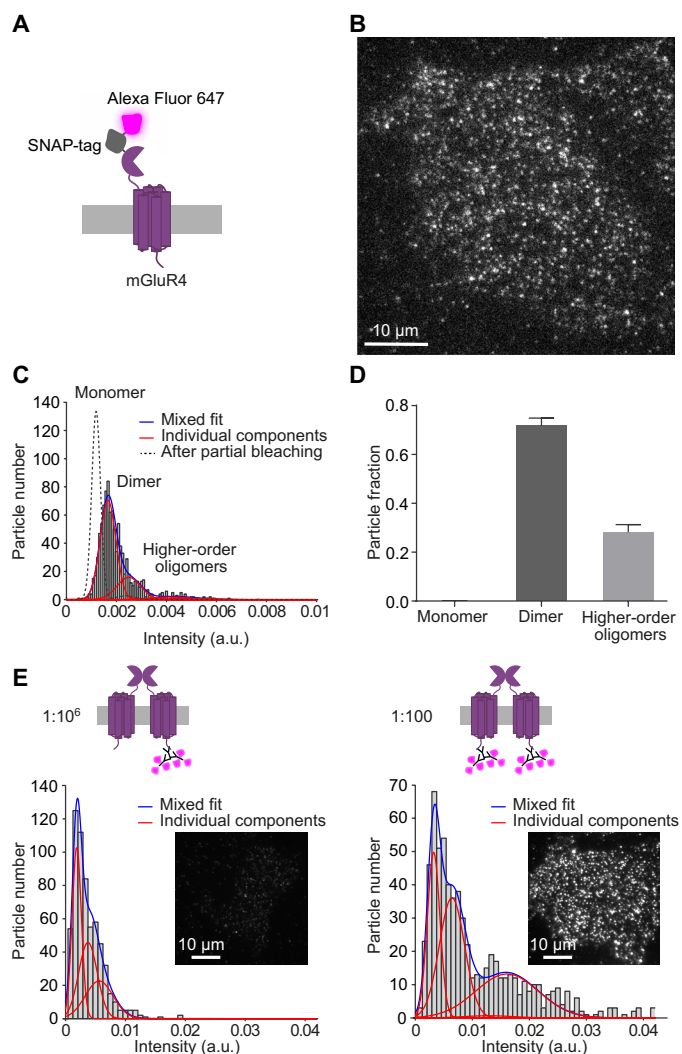 A
Alexa Fluor 647
SNAP-tag
mGluR4
B
10 µm
C
Monomer
Mixed fit
Individual components
After partial bleaching
Dimer
Higher-order
oligomers
Particle number
140
120
100
80
60
40
20
0
0 0.002 0.004 0.006 0.008 0.01
Intensity (a.u.)
D
Particle fraction
0.8
0.6
0.4
0.2
0.0
Monomer Dimer Higher-order
oligomers
E
1:10⁶
Mixed fit
Individual components
Particle number
140
120
100
80
60
40
20
0
10 µm
0 0.01 0.02 0.03 0.04
Intensity (a.u.)
1:100
Mixed fit
Individual components
Particle number
70
60
50
40
30
20
10
0
10 µm
0 0.01 0.02 0.03 0.04
Intensity (a.u.)